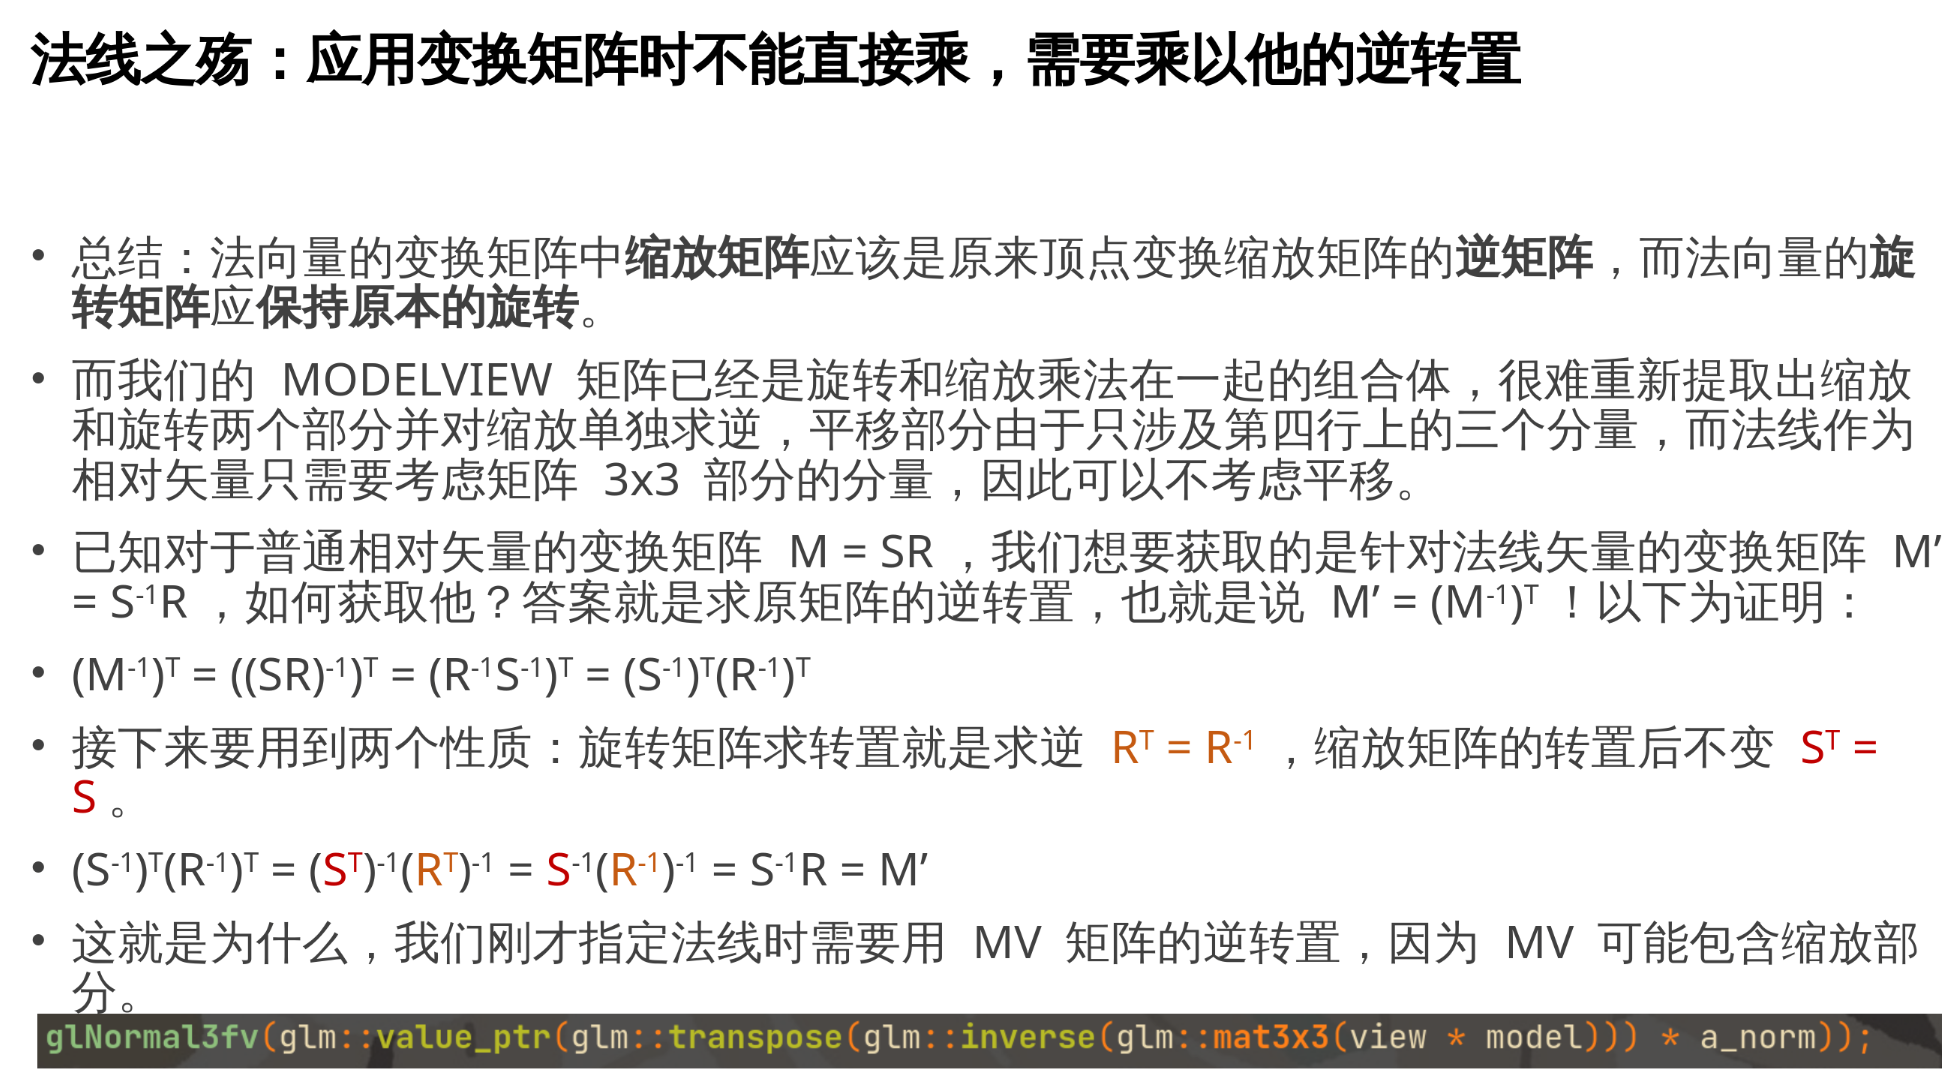 法线之殇：应用变换矩阵时不能直接乘，需要乘以他的逆转置
• 总结：法向量的变换矩阵中缩放矩阵应该是原来顶点变换缩放矩阵的逆矩阵，而法向量的旋
转矩阵应保持原本的旋转。
• 而我们的 MODELVIEW 矩阵已经是旋转和缩放乘法在一起的组合体，很难重新提取出缩放
和旋转两个部分并对缩放单独求逆，平移部分由于只涉及第四行上的三个分量，而法线作为
相对矢量只需要考虑矩阵 3x3 部分的分量，因此可以不考虑平移。
• 已知对于普通相对矢量的变换矩阵 M = SR ，我们想要获取的是针对法线矢量的变换矩阵 M’
= S⁻¹R ，如何获取他？答案就是求原矩阵的逆转置，也就是说 M’ = (M⁻¹)ᵀ ！以下为证明：
• (M⁻¹)ᵀ = ((SR)⁻¹)ᵀ = (R⁻¹S⁻¹)ᵀ = (S⁻¹)ᵀ(R⁻¹)ᵀ
• 接下来要用到两个性质：旋转矩阵求转置就是求逆 Rᵀ = R⁻¹ ，缩放矩阵的转置后不变 Sᵀ =
S 。
• (S⁻¹)ᵀ(R⁻¹)ᵀ = (Sᵀ)⁻¹(Rᵀ)⁻¹ = S⁻¹(R⁻¹)⁻¹ = S⁻¹R = M’
• 这就是为什么，我们刚才指定法线时需要用 MV 矩阵的逆转置，因为 MV 可能包含缩放部
分。
glNormal3fv(glm::value_ptr(glm::transpose(glm::inverse(glm::mat3x3(view * model))) * a_norm));